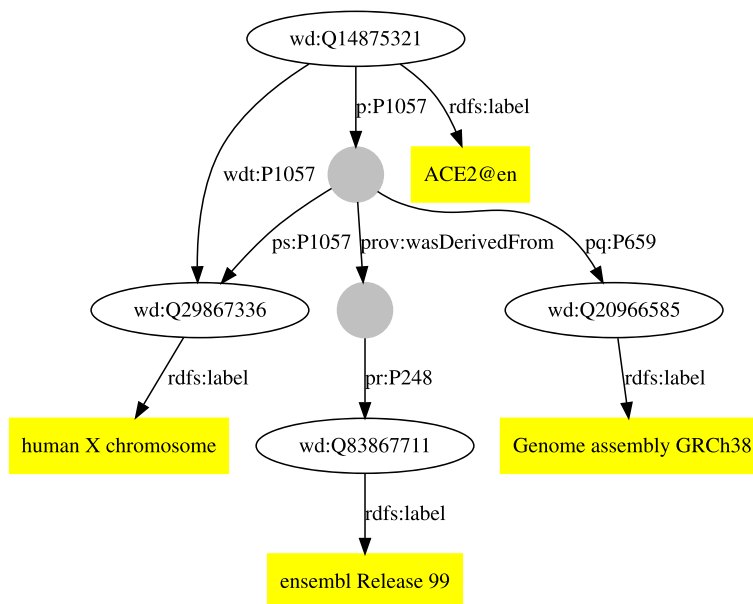 wd:Q14875321
p:P1057
rdfs:label
wdt:P1057
ACE2@en
ps:P1057
prov:wasDerivedFrom
pq:P659
wd:Q29867336
wd:Q20966585
rdfs:label
pr:P248
rdfs:label
human X chromosome
wd:Q83867711
Genome assembly GRCh38
rdfs:label
ensembl Release 99